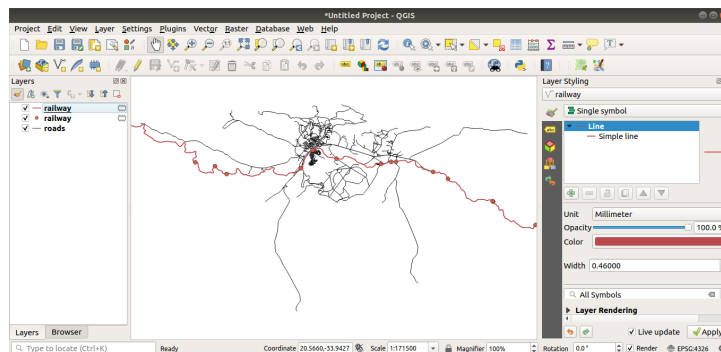 *Untitled Project - QGIS
Project Edit View Layer Settings Plugins Vector Raster Database Web Help
Layers
railway
railway
roads
Layers Browser
Layer Styling
railway
Single symbol
Line
Simple line
Unit Millimeter
Opacity 100.0 %
Color
Width 0.46000
All Symbols
Layer Rendering
Live update Apply
Type to locate (Ctrl+K) Ready Coordinate 20.5660,-33.9427 Scale 1:171500 Magnifier 100% Rotation 0.0° Render EPSG:4326